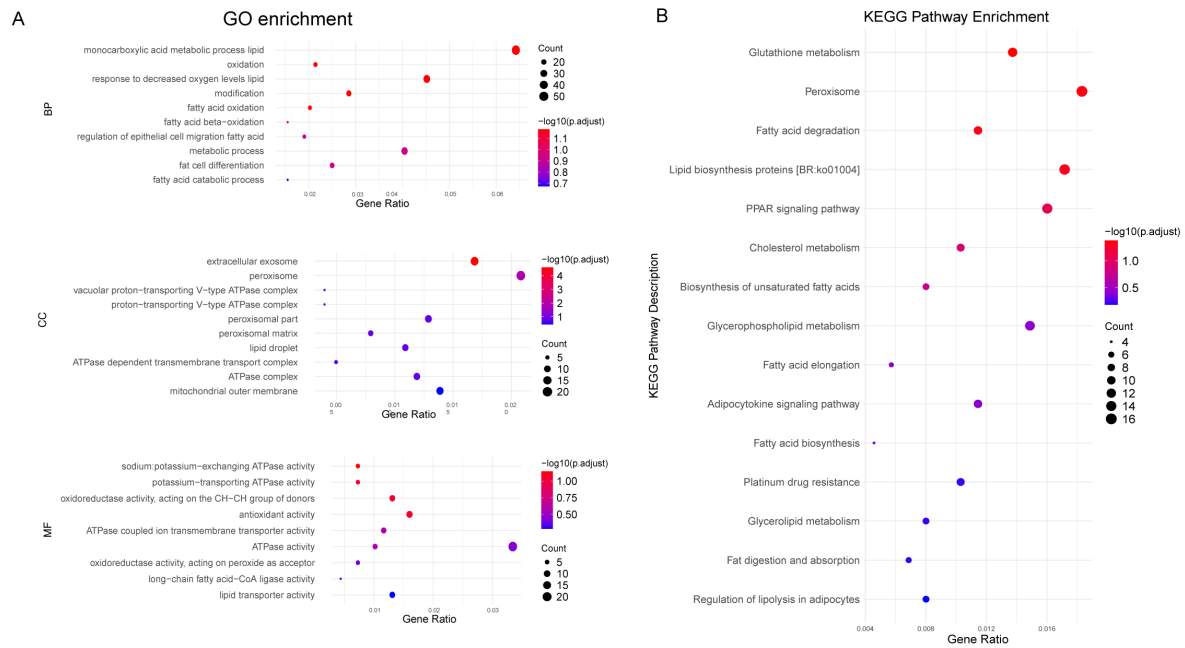 A
GO enrichment
BP
monocarboxylic acid metabolic process lipid
oxidation
response to decreased oxygen levels lipid
modification
fatty acid oxidation
fatty acid beta−oxidation
regulation of epithelial cell migration fatty acid
metabolic process
fat cell differentiation
fatty acid catabolic process
0.02 0.03 0.04 0.05 0.06
Gene Ratio
Count
20
30
40
50
−log10(p.adjust)
1.1
1.0
0.9
0.8
0.7
CC
extracellular exosome
peroxisome
vacuolar proton−transporting V−type ATPase complex
proton−transporting V−type ATPase complex
peroxisomal part
peroxisomal matrix
lipid droplet
ATPase dependent transmembrane transport complex
ATPase complex
mitochondrial outer membrane
0.00 0.01 0.01 0.02
5 5 0
Gene Ratio
−log10(p.adjust)
4
3
2
1
Count
5
10
15
20
MF
sodium:potassium−exchanging ATPase activity
potassium−transporting ATPase activity
oxidoreductase activity, acting on the CH−CH group of donors
antioxidant activity
ATPase coupled ion transmembrane transporter activity
ATPase activity
oxidoreductase activity, acting on peroxide as acceptor
long−chain fatty acid−CoA ligase activity
lipid transporter activity
0.01 0.02 0.03
Gene Ratio
−log10(p.adjust)
1.00
0.50
Count
5
10
15
20
B
KEGG Pathway Enrichment
KEGG Pathway Description
Glutathione metabolism
Peroxisome
Fatty acid degradation
Lipid biosynthesis proteins [BR:ko01004]
PPAR signaling pathway
Cholesterol metabolism
Biosynthesis of unsaturated fatty acids
Glycerophospholipid metabolism
Fatty acid elongation
Adipocytokine signaling pathway
Fatty acid biosynthesis
Platinum drug resistance
Glycerolipid metabolism
Fat digestion and absorption
Regulation of lipolysis in adipocytes
0.004 0.008 0.012 0.016
Gene Ratio
−log10(p.adjust)
1.0
0.5
Count
4
6
8
10
12
14
16